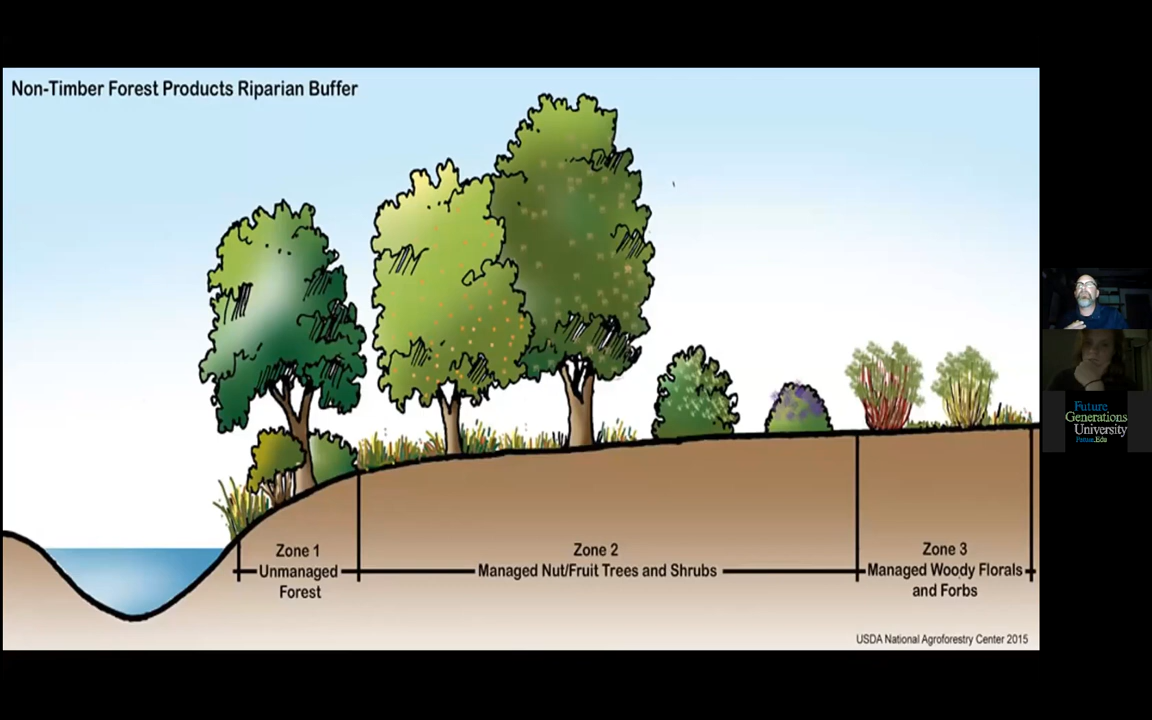 Non-Timber Forest Products Riparian Buffer
Zone 1
Unmanaged
Forest
Zone 2
Managed Nut/Fruit Trees and Shrubs
Zone 3
Managed Woody Florals
and Forbs
USDA National Agroforestry Center 2015
Future
Generations
University